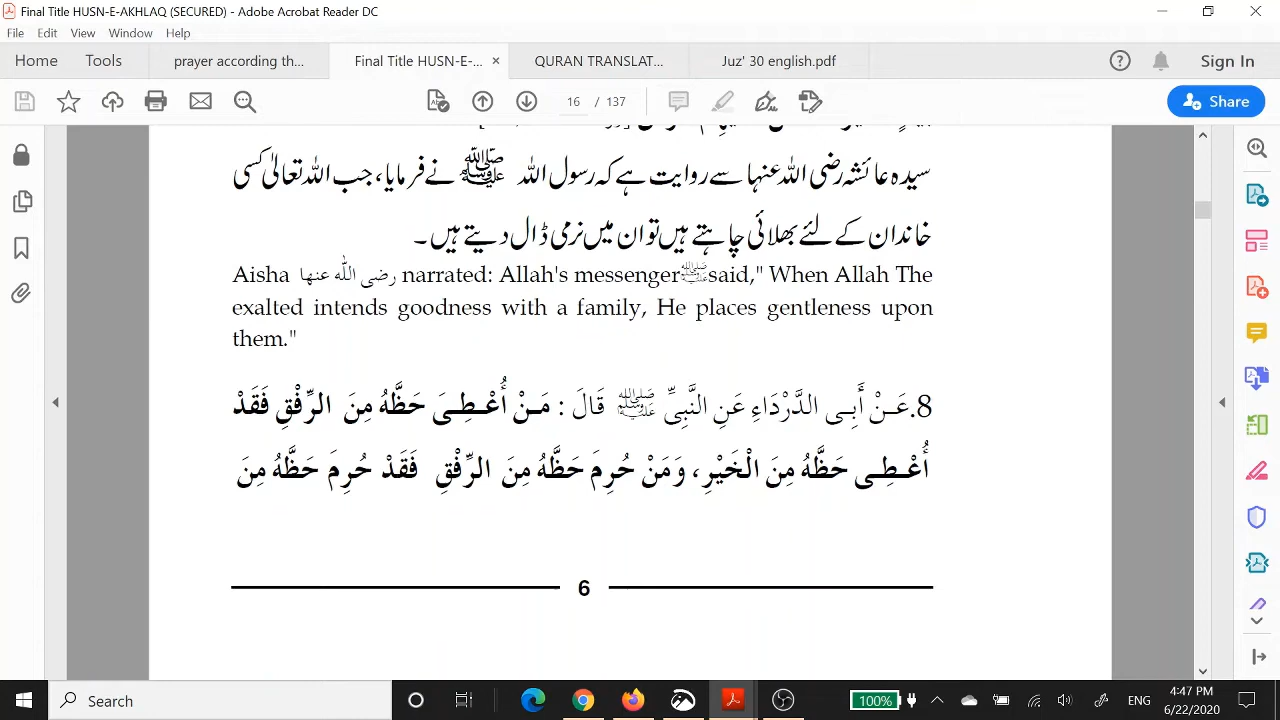 Final Title HUSN-E-AKHLAQ (SECURED) - Adobe Acrobat Reader DC
File Edit View Window Help
Home Tools prayer according th... Final Title HUSN-E-... × QURAN TRANSLAT... Juz' 30 english.pdf Sign In
16 / 137 Share
سیدہ عائشہ رضی اللہ عنہا سے روایت ہے کہ رسول اللہ ﷺ نے فرمایا، جب اللہ تعالیٰ کسی
خاندان کے لئے بھلائی چاہتے ہیں تو ان میں نرمی ڈال دیتے ہیں۔
Aisha رضى الله عنها narrated: Allah's messenger ﷺ said," When Allah The
exalted intends goodness with a family, He places gentleness upon
them."
8.عَنْ أَبِى الدَّرْدَاءِ عَنِ النَّبِىِّ ﷺ قَالَ : مَنْ أُعْطِىَ حَظَّهُ مِنَ الرِّفْقِ فَقَدْ
أُعْطِى حَظَّهُ مِنَ الْخَيْرِ، وَمَنْ حُرِمَ حَظَّهُ مِنَ الرِّفْقِ فَقَدْ حُرِمَ حَظَّهُ مِنَ
6
Search 100% ENG 4:47 PM
6/22/2020